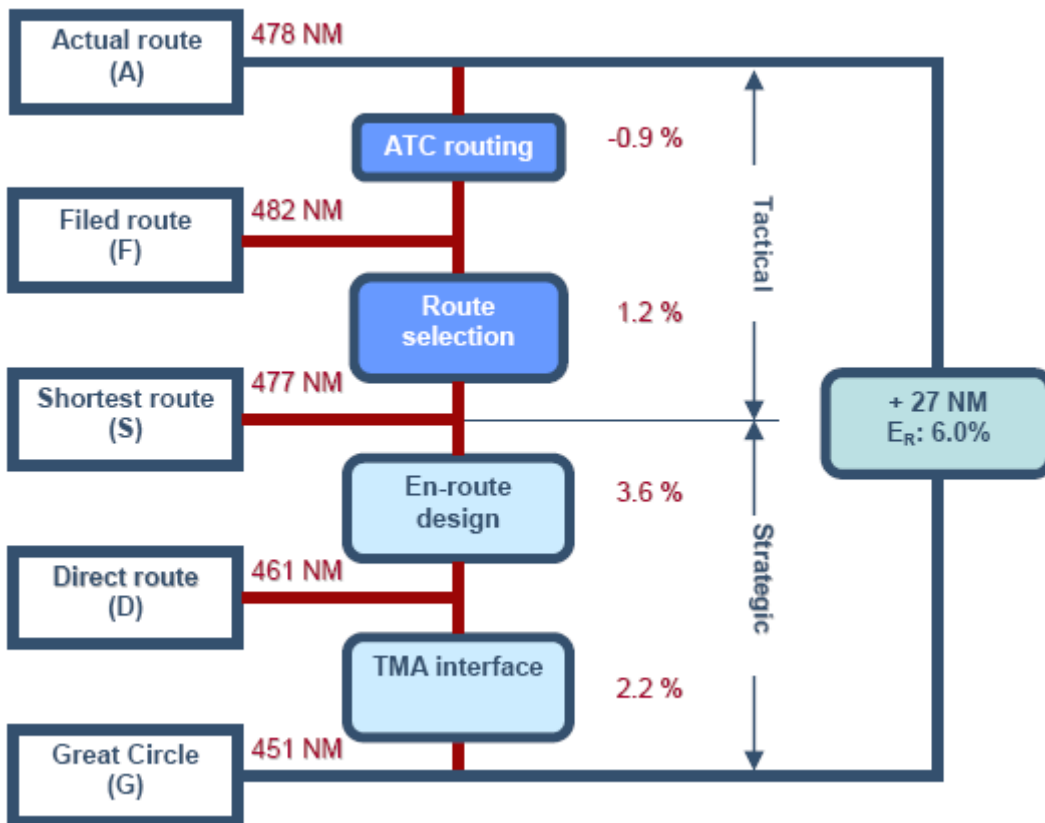 Actual route
(A)
478 NM
ATC routing
-0.9 %
Filed route
(F)
482 NM
Tactical
Route
selection
1.2 %
Shortest route
(S)
477 NM
+ 27 NM
ER: 6.0%
En-route
design
3.6 %
Strategic
Direct route
(D)
461 NM
TMA interface
2.2 %
Great Circle
(G)
451 NM